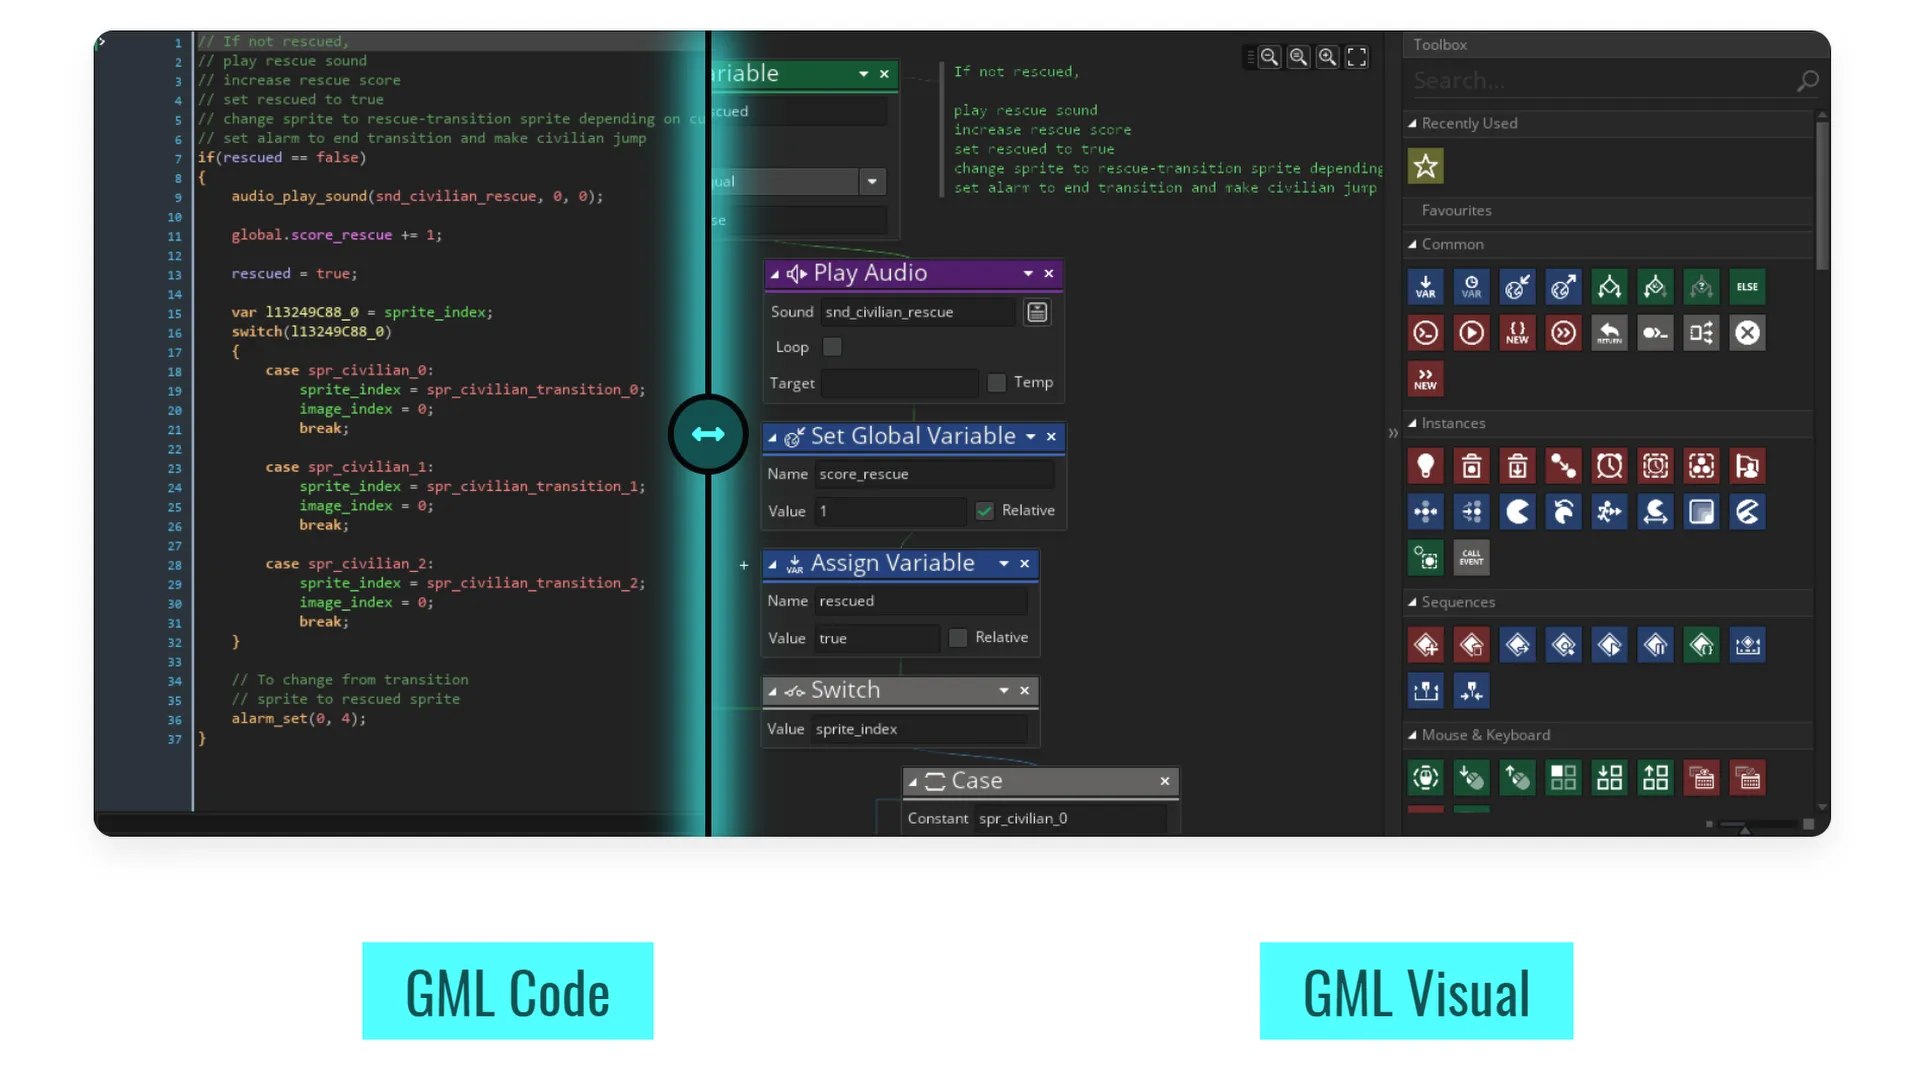 1 // If not rescued,
2 // play rescue sound
3 // increase rescue score
4 // set rescued to true
5 // change sprite to rescue-transition sprite depending on cu
6 // set alarm to end transition and make civilian jump
7 if(rescued == false)
8 {
9 audio_play_sound(snd_civilian_rescue, 0, 0);
10
11 global.score_rescue += 1;
12
13 rescued = true;
14
15 var l13249C88_0 = sprite_index;
16 switch(l13249C88_0)
17 {
18 case spr_civilian_0:
19 sprite_index = spr_civilian_transition_0;
20 image_index = 0;
21 break;
22
23 case spr_civilian_1:
24 sprite_index = spr_civilian_transition_1;
25 image_index = 0;
26 break;
27
28 case spr_civilian_2:
29 sprite_index = spr_civilian_transition_2;
30 image_index = 0;
31 break;
32 }
33
34 // To change from transition
35 // sprite to rescued sprite
36 alarm_set(0, 4);
37 }
ariable
scued
qual
se
If not rescued,
play rescue sound
increase rescue score
set rescued to true
change sprite to rescue-transition sprite depending
set alarm to end transition and make civilian jump
Play Audio
Sound snd_civilian_rescue
Loop
Target Temp
Set Global Variable
Name score_rescue
Value 1 Relative
VAR Assign Variable
Name rescued
Value true Relative
Switch
Value sprite_index
Case
Constant spr_civilian_0
Toolbox
Search...
Recently Used
Favourites
Common
VAR VAR ELSE
NEW RETURN
NEW
Instances
CALL EVENT
Sequences
Mouse & Keyboard
GML Code
GML Visual